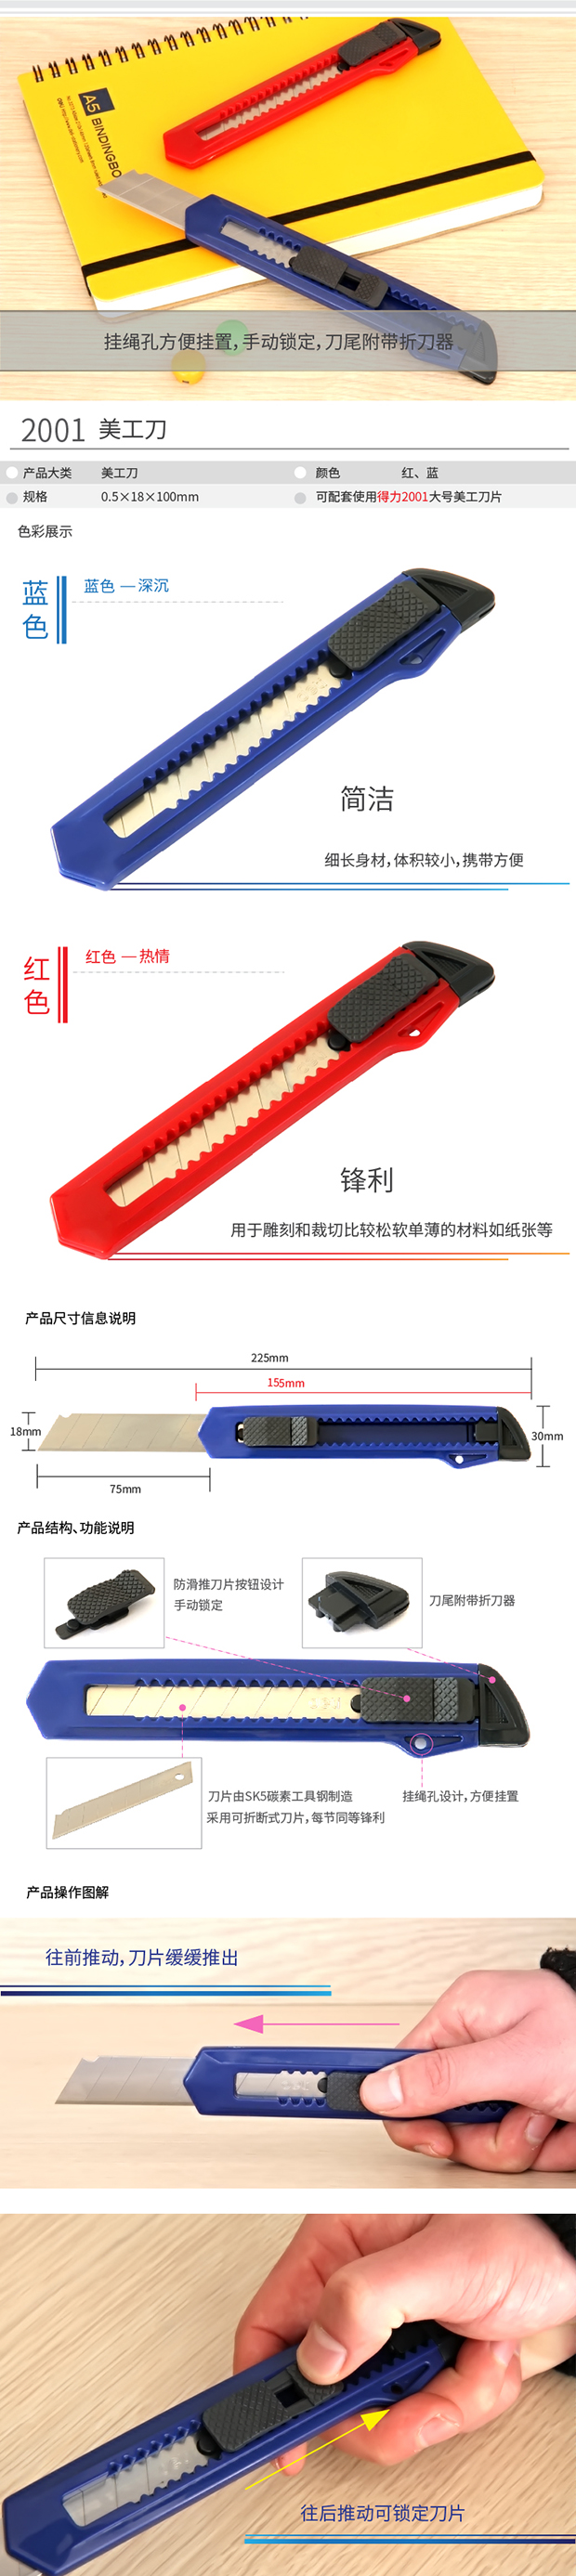 A5 BINDINGBO
挂绳孔方便挂置，手动锁定，刀尾附带折刀器
2001 美工刀
产品大类 美工刀 颜色 红、蓝
规格 0.5×18×100mm 可配套使用得力2001大号美工刀片
色彩展示
蓝色
蓝色 — 深沉
简洁
细长身材，体积较小，携带方便
红色
红色 — 热情
锋利
用于雕刻和裁切比较松软单薄的材料如纸张等
产品尺寸信息说明
225mm
155mm
18mm
30mm
75mm
产品结构、功能说明
防滑推刀片按钮设计
手动锁定
刀尾附带折刀器
刀片由SK5碳素工具钢制造
采用可折断式刀片，每节同等锋利
挂绳孔设计，方便挂置
产品操作图解
往前推动，刀片缓缓推出
往后推动可锁定刀片